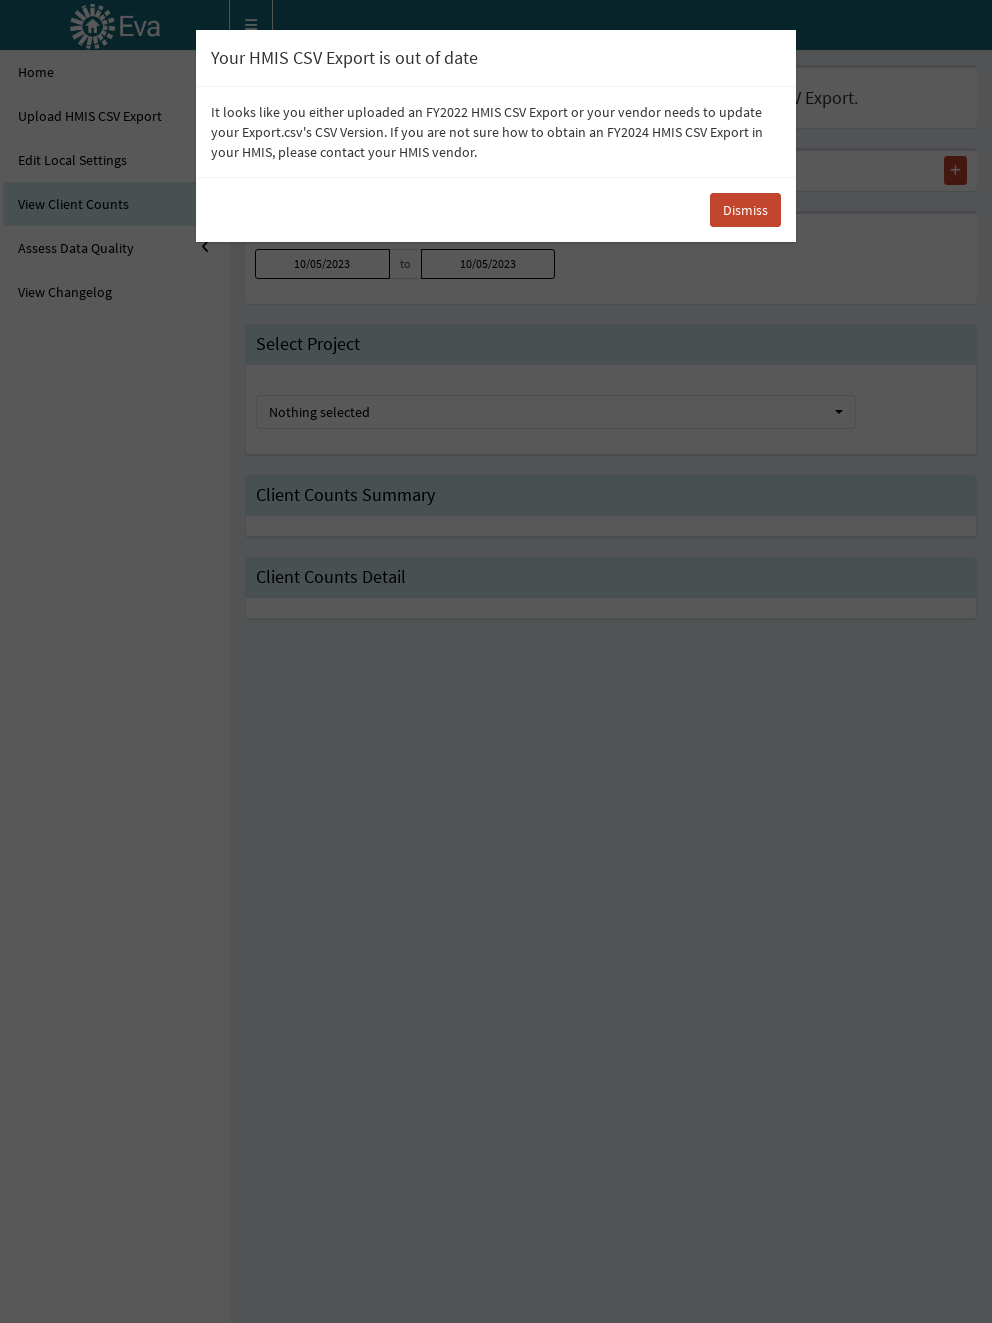 Eva
Your HMIS CSV Export is out of date
It looks like you either uploaded an FY2022 HMIS CSV Export or your vendor needs to update
your Export.csv's CSV Version. If you are not sure how to obtain an FY2024 HMIS CSV Export in
your HMIS, please contact your HMIS vendor.
Dismiss
Home
Upload HMIS CSV Export
Edit Local Settings
View Client Counts
Assess Data Quality
View Changelog
V Export.
10/05/2023 to 10/05/2023
Select Project
Nothing selected
Client Counts Summary
Client Counts Detail